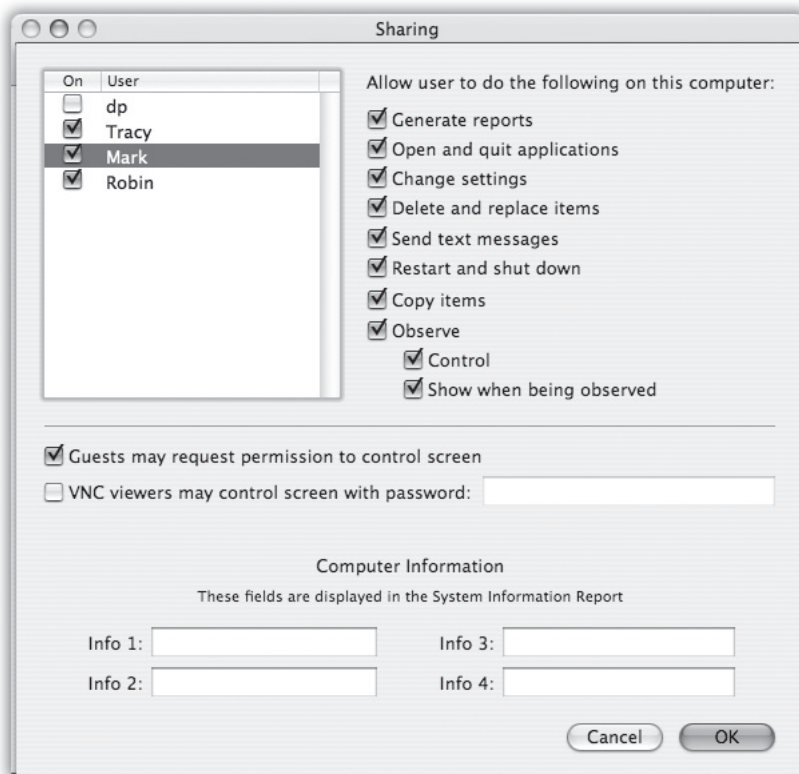 Sharing
On User
dp
Tracy
Mark
Robin
Allow user to do the following on this computer:
Generate reports
Open and quit applications
Change settings
Delete and replace items
Send text messages
Restart and shut down
Copy items
Observe
Control
Show when being observed
Guests may request permission to control screen
VNC viewers may control screen with password:
Computer Information
These fields are displayed in the System Information Report
Info 1:
Info 3:
Info 2:
Info 4:
Cancel
OK